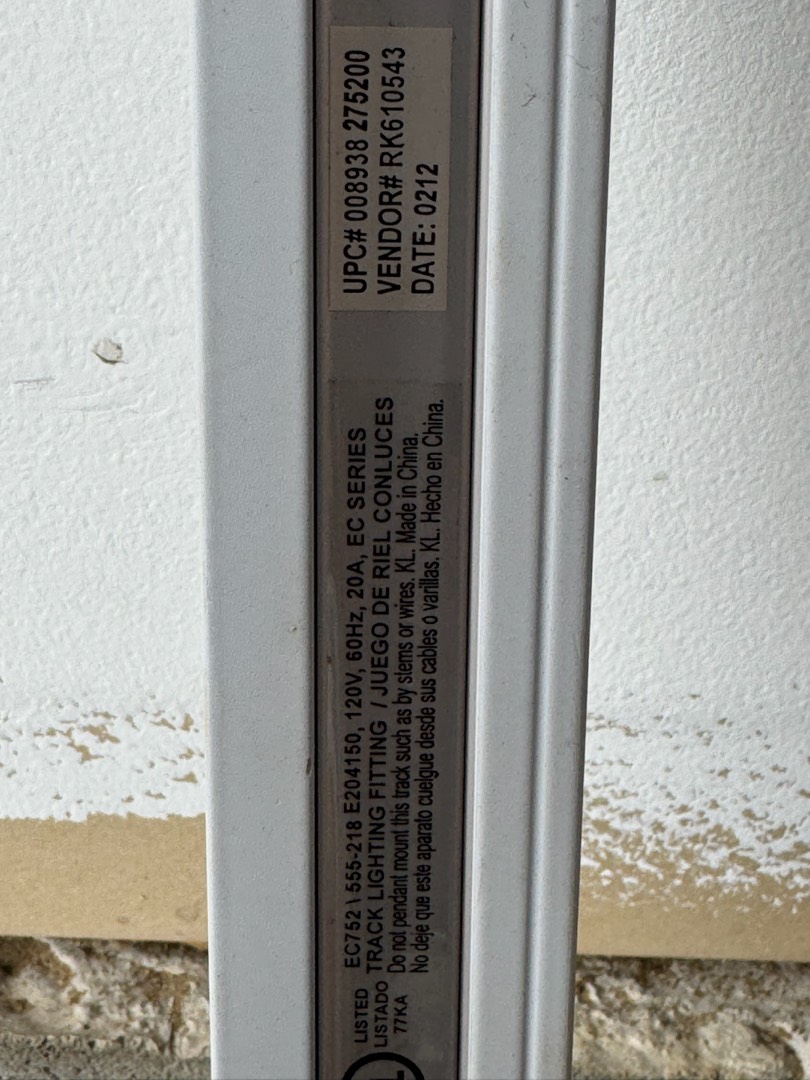 UPC# 008938 275200
VENDOR# RK610543
DATE: 0212
LISTED
LISTADO
77KA
EC752 \ 555-218 E204150, 120V, 60Hz, 20A, EC SERIES
TRACK LIGHTING FITTING / JUEGO DE RIEL CONLUCES
Do not pendant mount this track such as by stems or wires. KL. Made in China.
No deje que este aparato cuelgue desde sus cables o varillas. KL. Hecho en China.